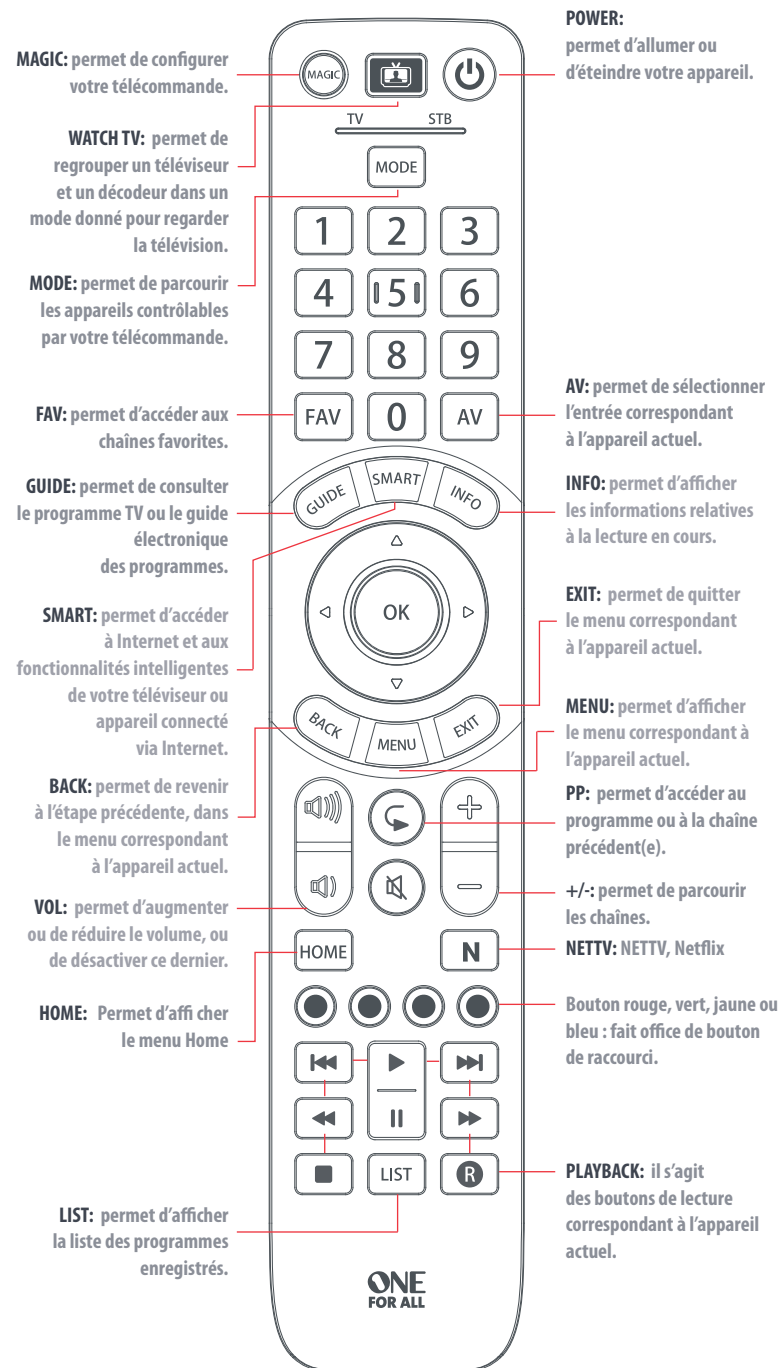 POWER:
permet d'allumer ou
d'éteindre votre appareil.
MAGIC: permet de configurer
votre télécommande.
MAGIC
TV STB
WATCH TV: permet de
regrouper un téléviseur
et un décodeur dans un
mode donné pour regarder
la télévision.
MODE
1 2 3
MODE: permet de parcourir
les appareils contrôlables
par votre télécommande.
4 5 6
7 8 9
FAV: permet d'accéder aux
chaînes favorites.
FAV 0 AV
AV: permet de sélectionner
l'entrée correspondant
à l'appareil actuel.
GUIDE: permet de consulter
le programme TV ou le guide
électronique
des programmes.
GUIDE SMART INFO
INFO: permet d'afficher
les informations relatives
à la lecture en cours.
SMART: permet d'accéder
à Internet et aux
fonctionnalités intelligentes
de votre téléviseur ou
appareil connecté
via Internet.
OK
EXIT: permet de quitter
le menu correspondant
à l'appareil actuel.
BACK MENU EXIT
MENU: permet d'afficher
le menu correspondant à
l'appareil actuel.
BACK: permet de revenir
à l'étape précédente, dans
le menu correspondant
à l'appareil actuel.
PP: permet d'accéder au
programme ou à la chaîne
précédent(e).
VOL: permet d'augmenter
ou de réduire le volume, ou
de désactiver ce dernier.
+/-: permet de parcourir
les chaînes.
HOME N
NETTV: NETTV, Netflix
HOME: Permet d'affi cher
le menu Home
Bouton rouge, vert, jaune ou
bleu : fait office de bouton
de raccourci.
LIST R
PLAYBACK: il s'agit
des boutons de lecture
correspondant à l'appareil
actuel.
LIST: permet d'afficher
la liste des programmes
enregistrés.
ONE
FOR ALL